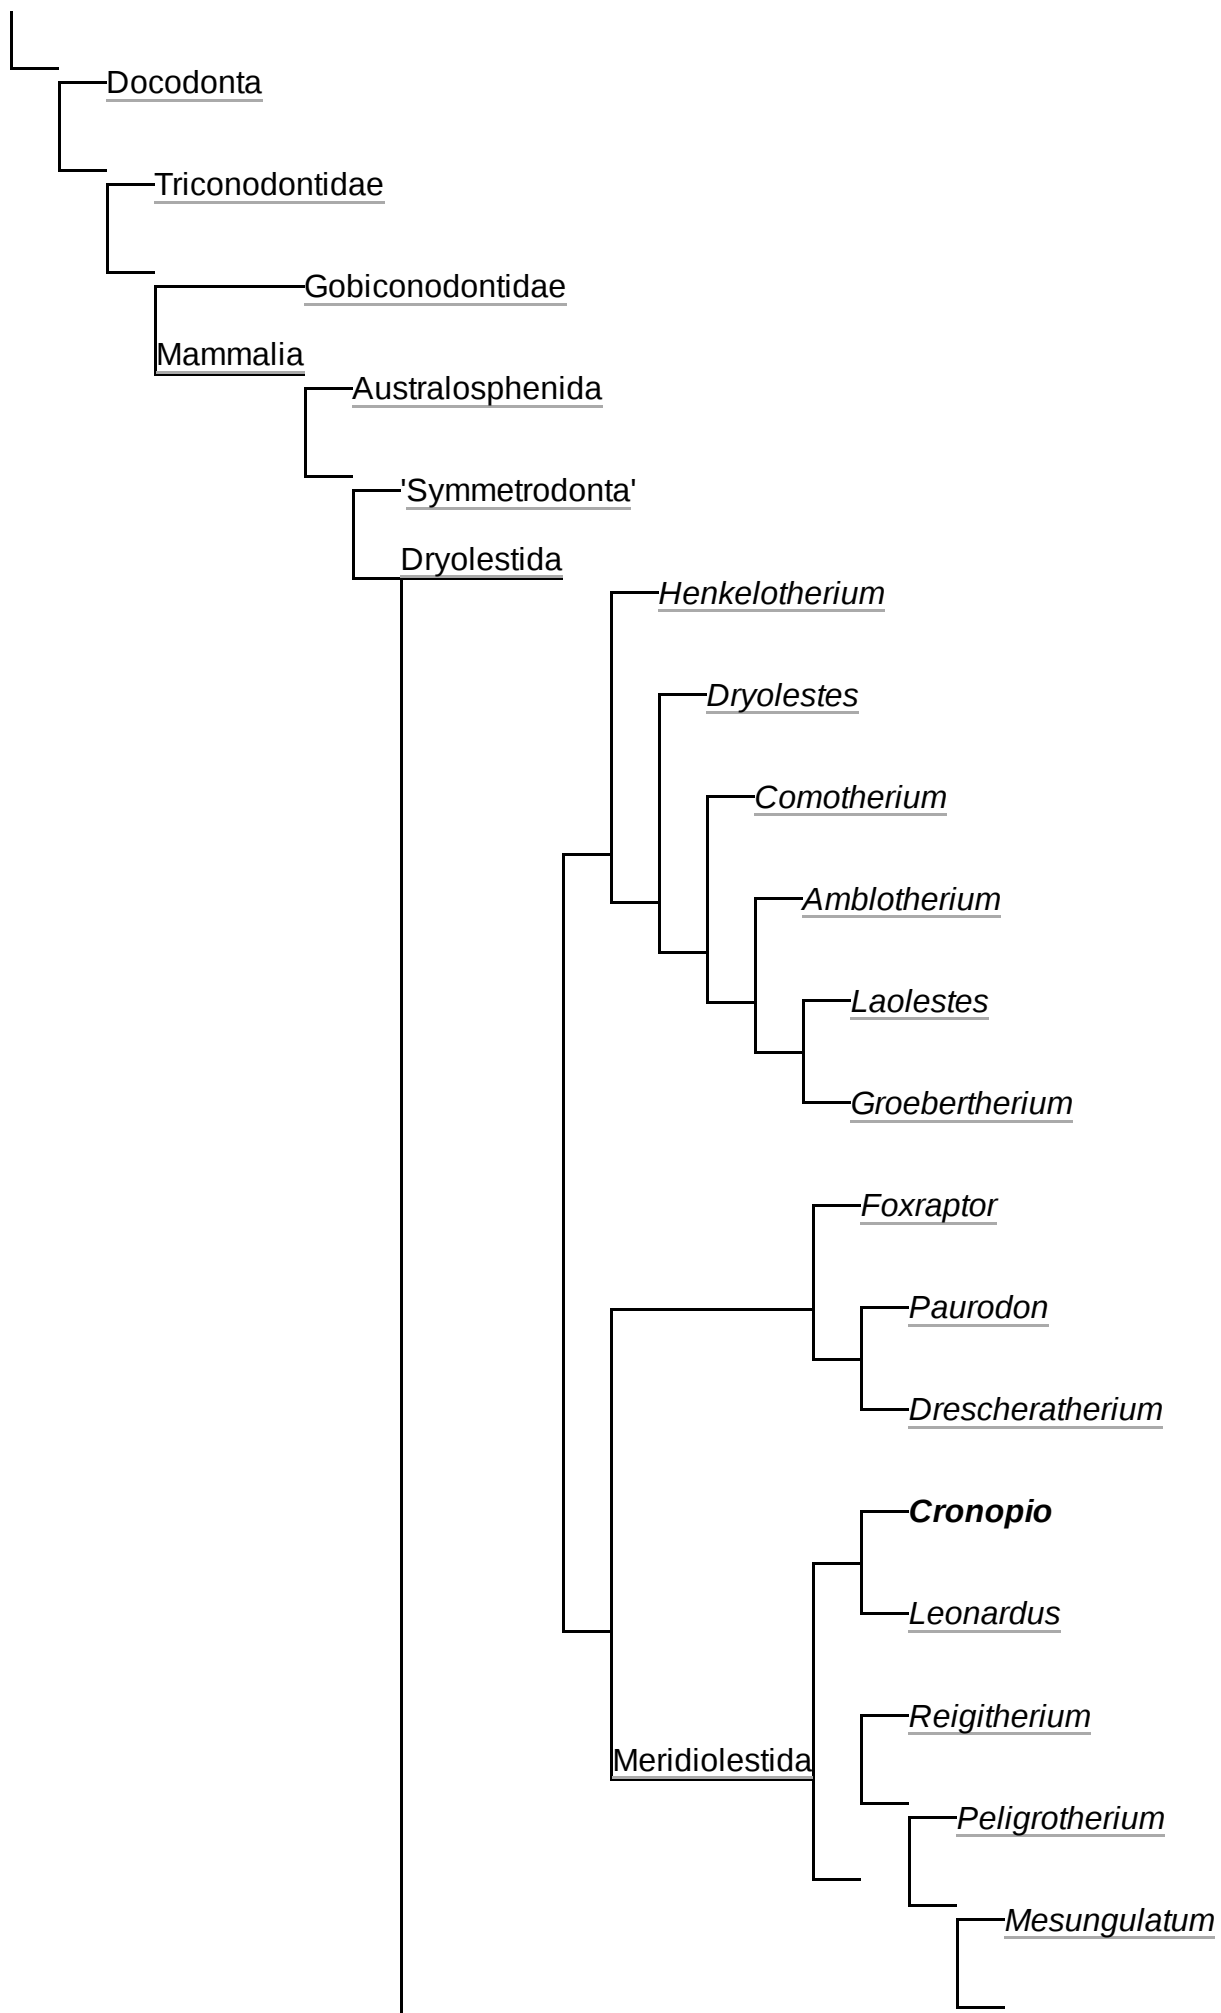 Docodonta
Triconodontidae
Gobiconodontidae
Mammalia
Australosphenida
'Symmetrodonta'
Dryolestida
Henkelotherium
Dryolestes
Comotherium
Amblotherium
Laolestes
Groebertherium
Foxraptor
Paurodon
Drescheratherium
Cronopio
Leonardus
Reigitherium
Meridiolestida
Peligrotherium
Mesungulatum